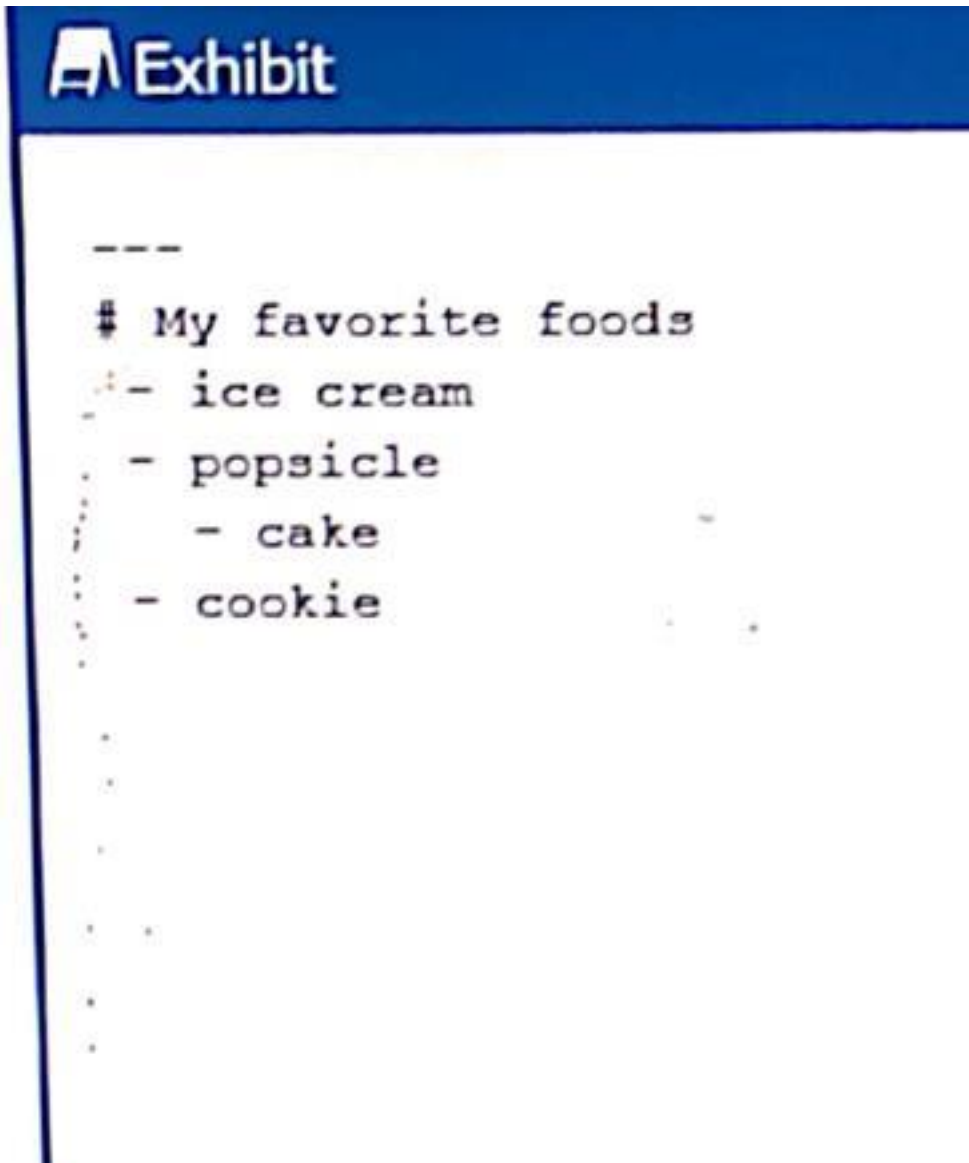 Exhibit
---
# My favorite foods
- ice cream
- popsicle
- cake
- cookie